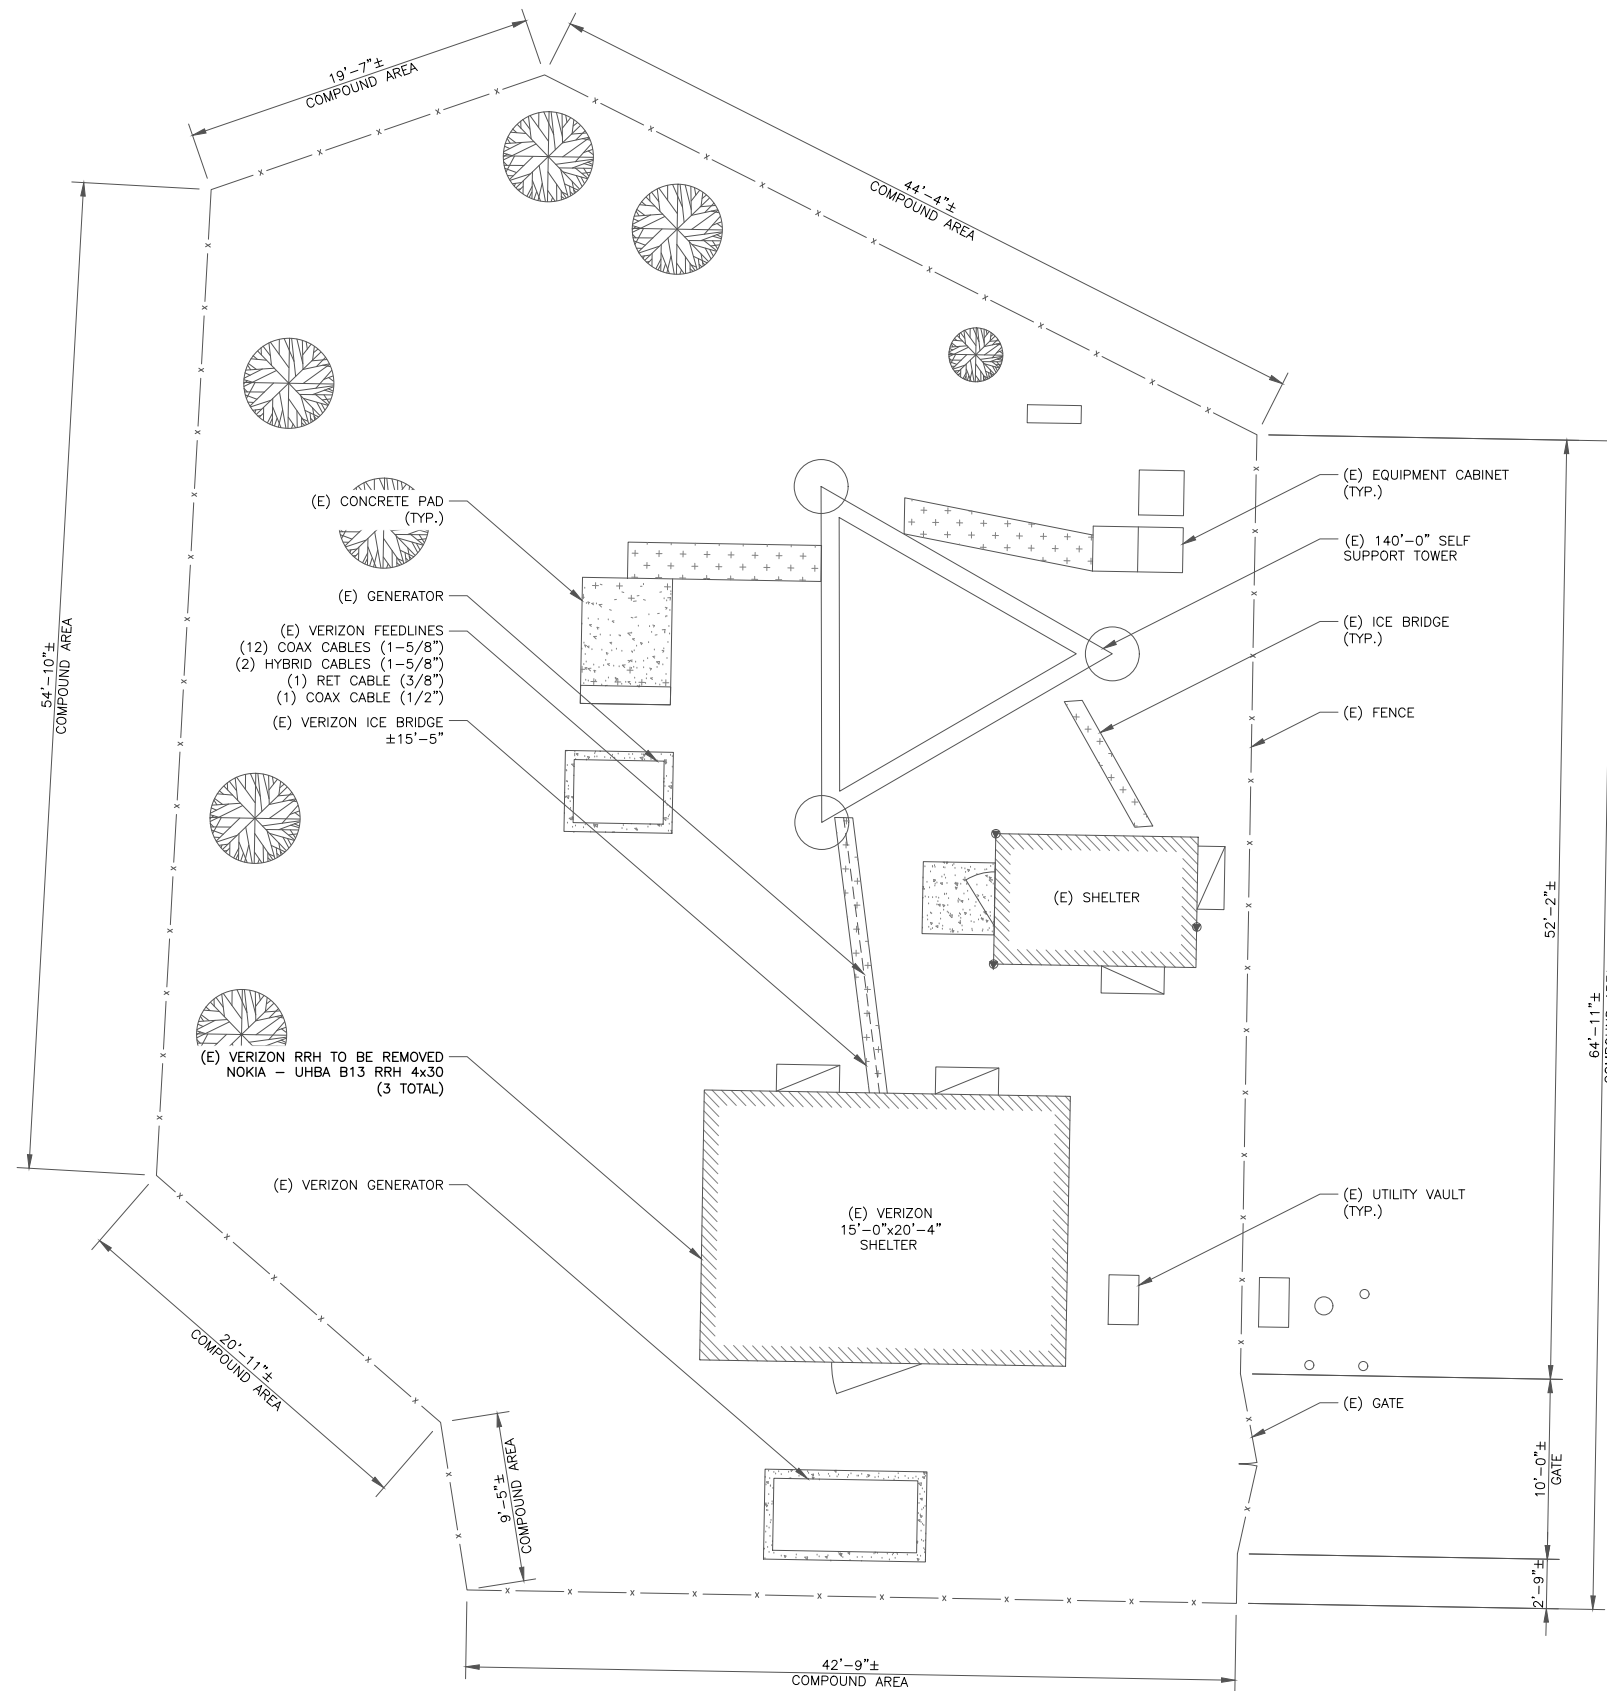 19'-7"±
COMPOUND AREA
44'-4"±
COMPOUND AREA
(E) CONCRETE PAD
(TYP.)
(E) GENERATOR
(E) VERIZON FEEDLINES
(12) COAX CABLES (1-5/8")
(2) HYBRID CABLES (1-5/8")
(1) RET CABLE (3/8")
(1) COAX CABLE (1/2")
(E) VERIZON ICE BRIDGE
±15'-5"
54'-10"±
COMPOUND AREA
(E) EQUIPMENT CABINET
(TYP.)
(E) 140'-0" SELF
SUPPORT TOWER
(E) ICE BRIDGE
(TYP.)
(E) FENCE
(E) SHELTER
52'-2"±
64'-11"±
(E) VERIZON RRH TO BE REMOVED
NOKIA - UHBA B13 RRH 4x30
(3 TOTAL)
(E) VERIZON GENERATOR
(E) VERIZON
15'-0"x20'-4"
SHELTER
(E) UTILITY VAULT
(TYP.)
(E) GATE
20'-11"±
COMPOUND AREA
9'-5"±
COMPOUND AREA
10'-0"±
GATE
2'-9"±
42'-9"±
COMPOUND AREA